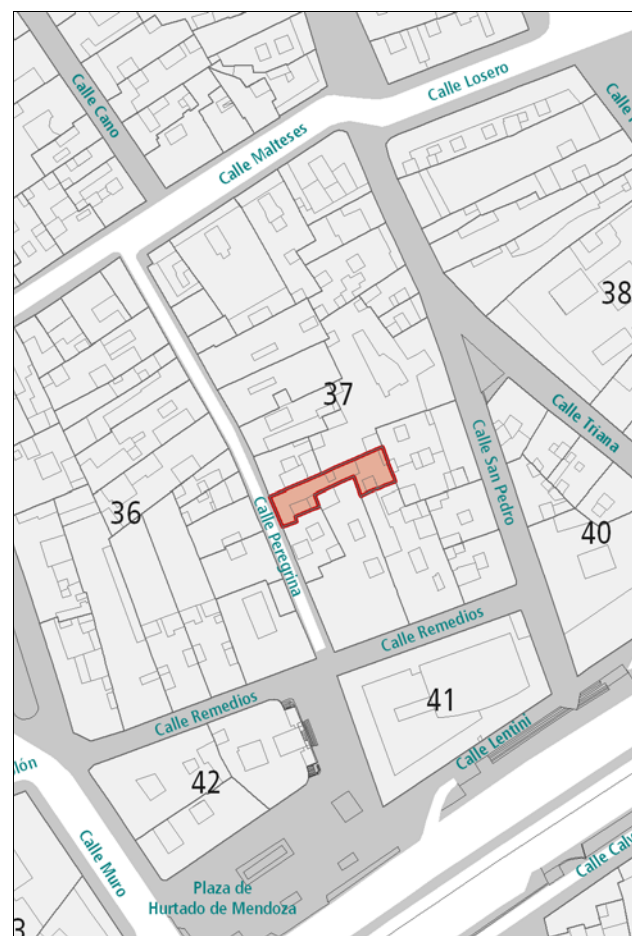 Calle Cano
Calle Losero
Calle Malteses
38
37
Calle Triana
Calle San Pedro
36
40
Calle Peregrina
Calle Remedios
41
Calle Remedios
Calle Lentini
42
Calle Muro
Plaza de
Hurtado de Mendoza